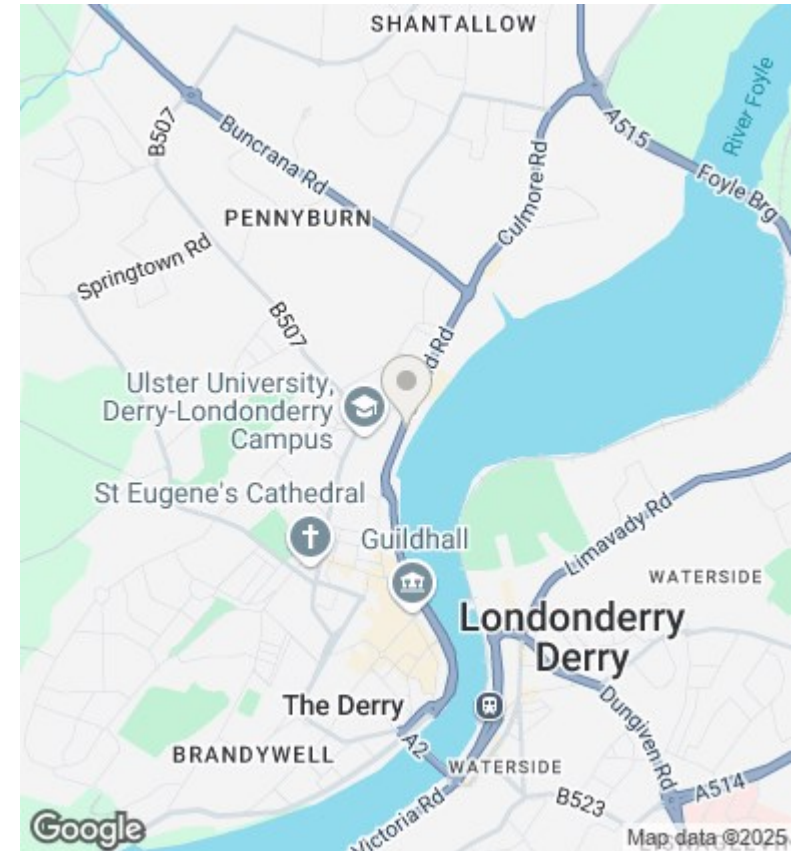 SHANTALLOW
River Foyle
B507
Buncrana Rd
A515
Foyle Brg
PENNYBURN
Culmore Rd
Springtown Rd
B507
Rd
Ulster University,
Derry-Londonderry
Campus
St Eugene's Cathedral
Guildhall
Limavady Rd
WATERSIDE
Londonderry
Derry
The Derry
Dungiven Rd
BRANDYWELL
A2
WATERSIDE
A514
Victoria Rd
B523
Google
Map data ©2025